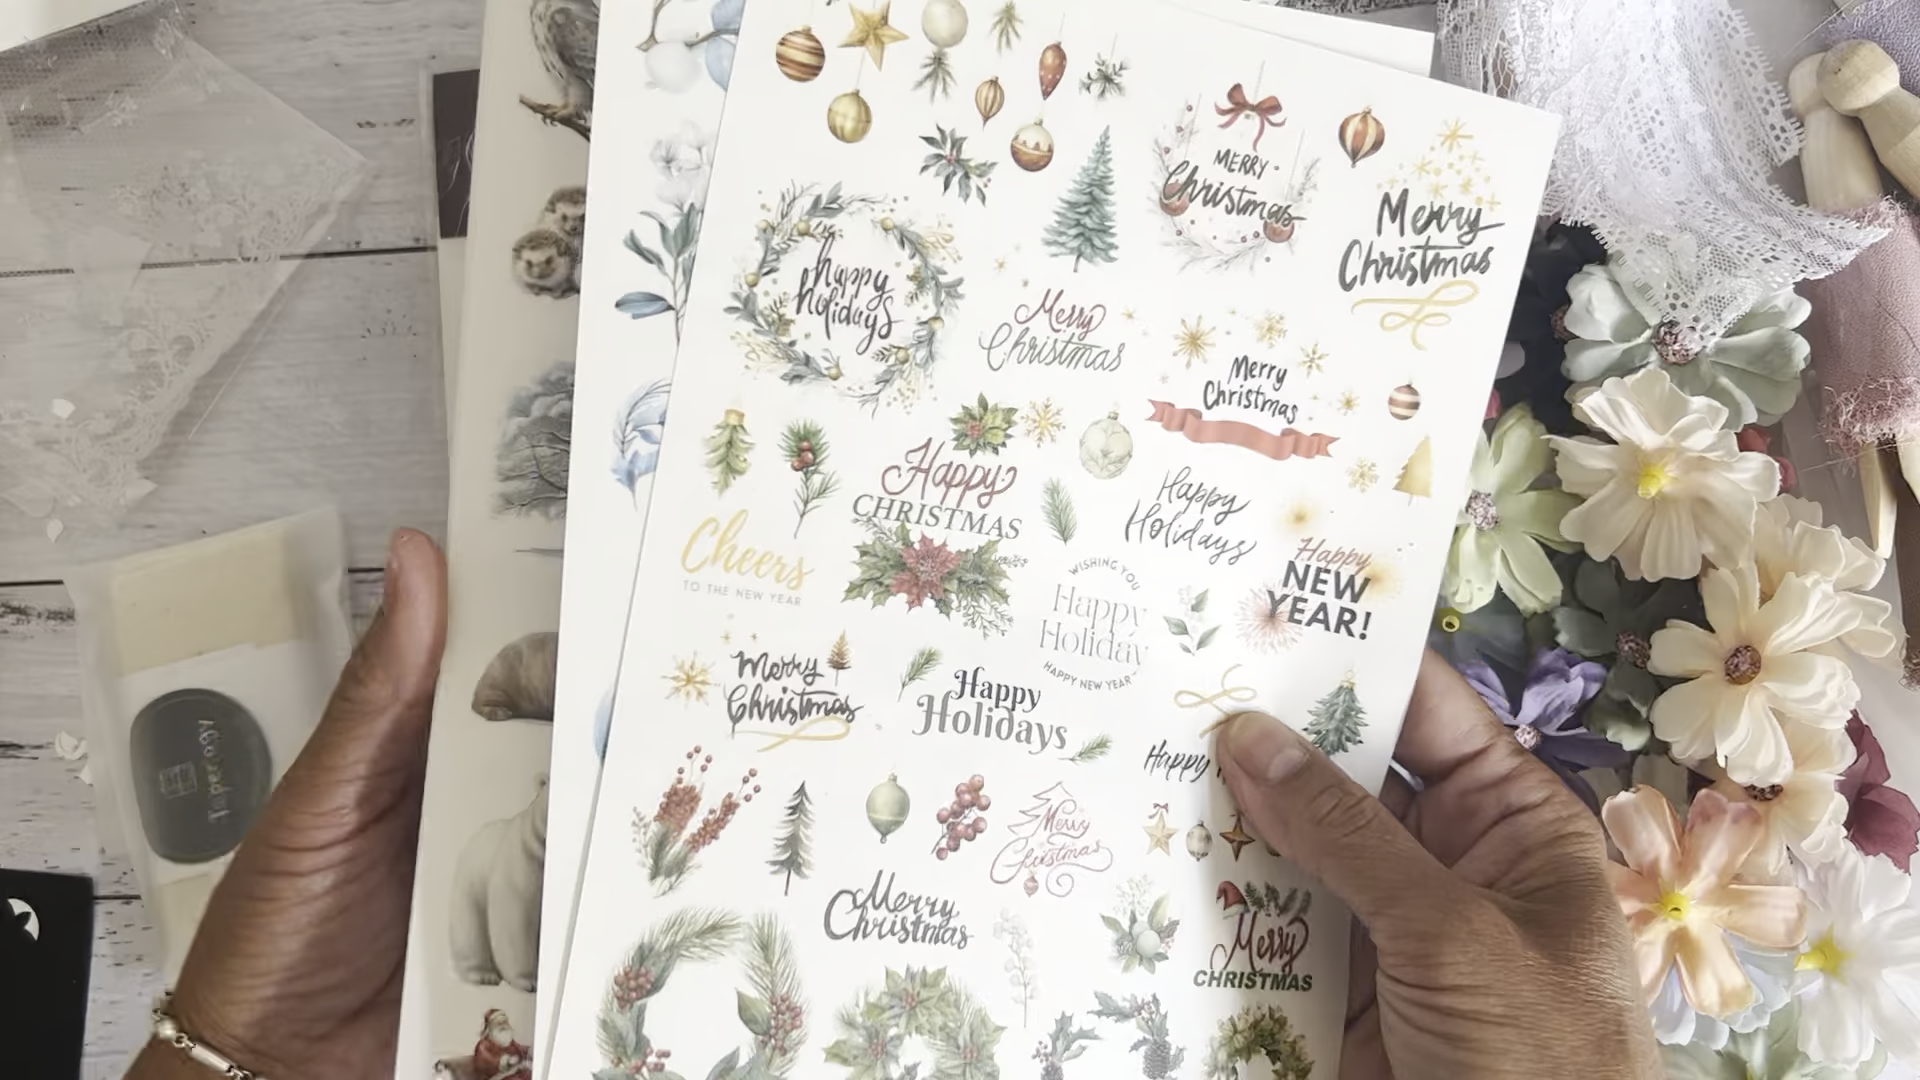 MERRY
Christmas
Merry
Christmas
happy
holidays
Merry
Christmas
Merry
Christmas
Happy
CHRISTMAS
Happy
Holidays
Cheers
TO THE NEW YEAR
WISHING YOU
Happy
Holiday
HAPPY NEW YEAR
Happy
NEW
YEAR!
Merry
Christmas
Happy
Holidays
Happy
Merry
Christmas
Merry
Christmas
Merry
CHRISTMAS